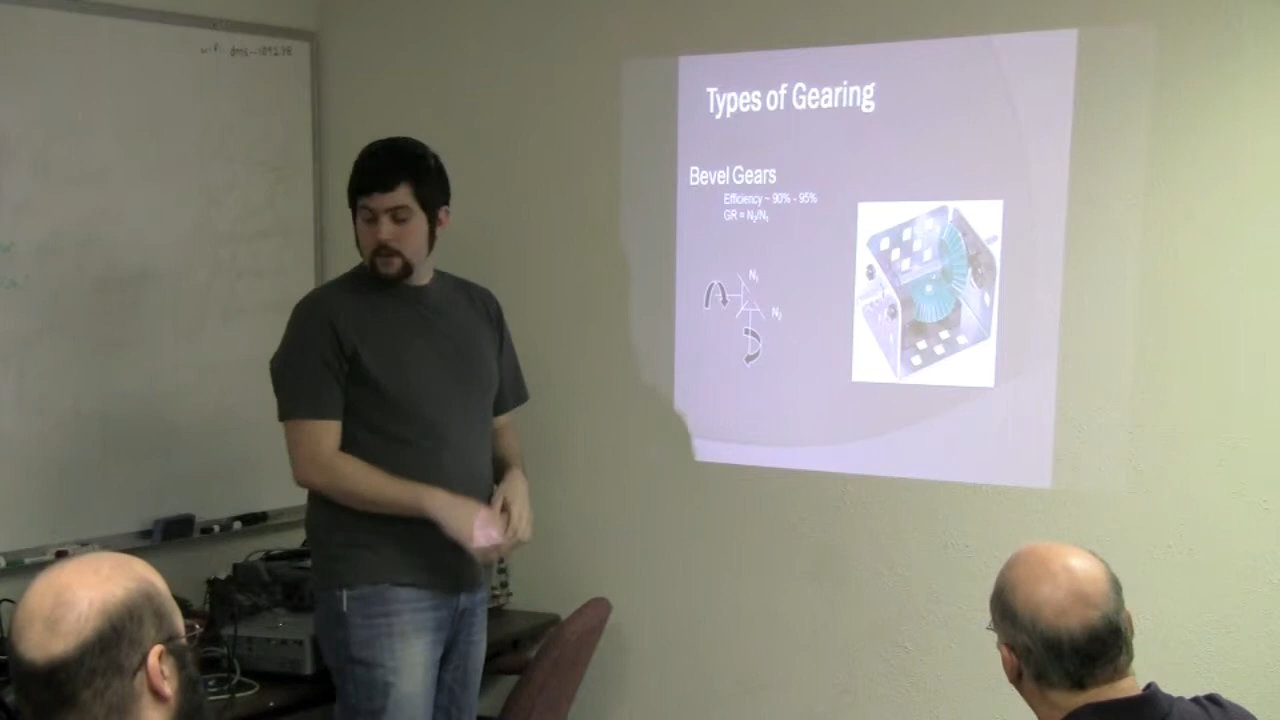 Types of Gearing
Bevel Gears
Efficiency ~ 90% - 95%
GR = N₂/N₁
N₁
N₂